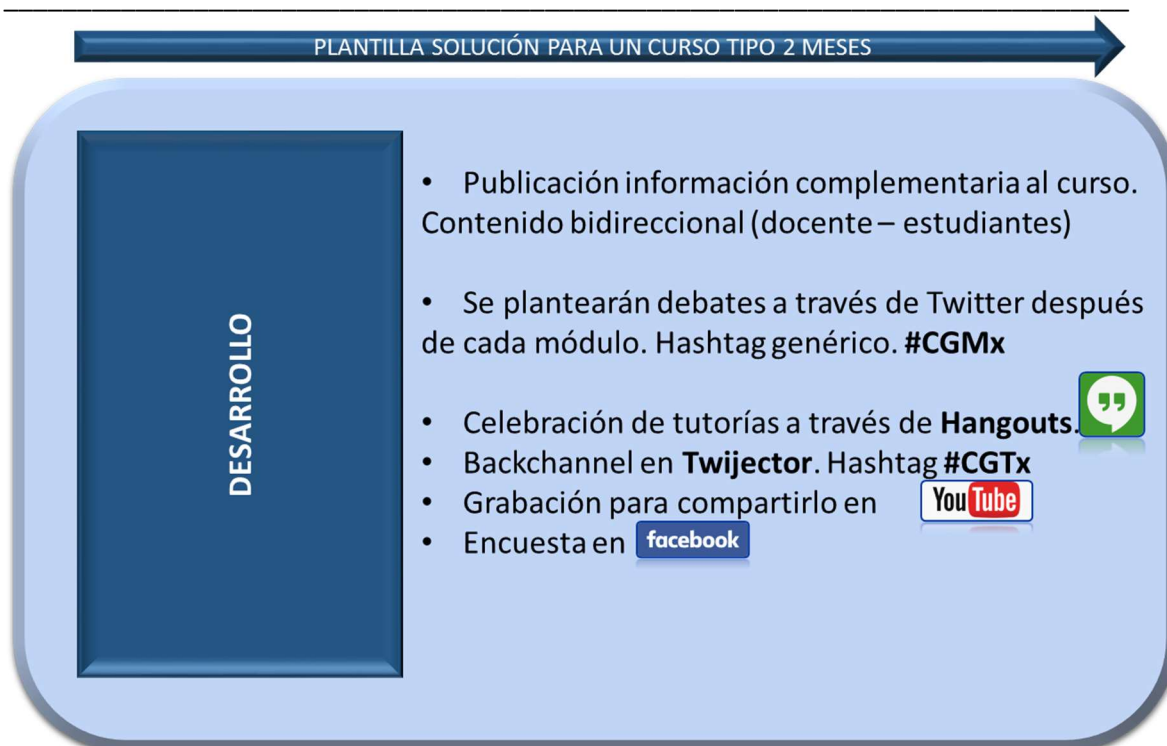 PLANTILLA SOLUCIÓN PARA UN CURSO TIPO 2 MESES
DESARROLLO
• Publicación información complementaria al curso.
Contenido bidireccional (docente – estudiantes)
• Se plantearán debates a través de Twitter después
de cada módulo. Hashtag genérico. #CGMx
• Celebración de tutorías a través de Hangouts.
• Backchannel en Twijector. Hashtag #CGTx
• Grabación para compartirlo en YouTube
• Encuesta en facebook